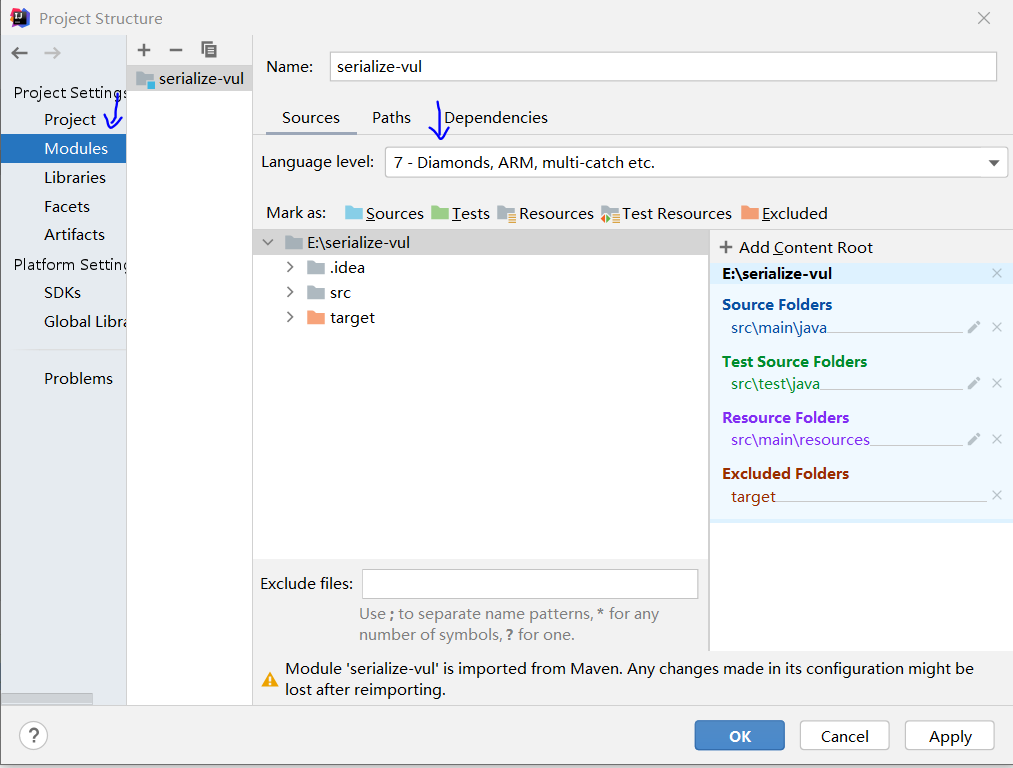 Project Structure
Project Settings
Project
Modules
Libraries
Facets
Artifacts
Platform Setting
SDKs
Global Libra
Problems
serialize-vul
Name: serialize-vul
Sources Paths Dependencies
Language level: 7 - Diamonds, ARM, multi-catch etc.
Mark as: Sources Tests Resources Test Resources Excluded
E:\serialize-vul
.idea
src
target
+ Add Content Root
E:\serialize-vul
Source Folders
src\main\java
Test Source Folders
src\test\java
Resource Folders
src\main\resources
Excluded Folders
target
Exclude files:
Use ; to separate name patterns, * for any
number of symbols, ? for one.
Module 'serialize-vul' is imported from Maven. Any changes made in its configuration might be
lost after reimporting.
? OK Cancel Apply